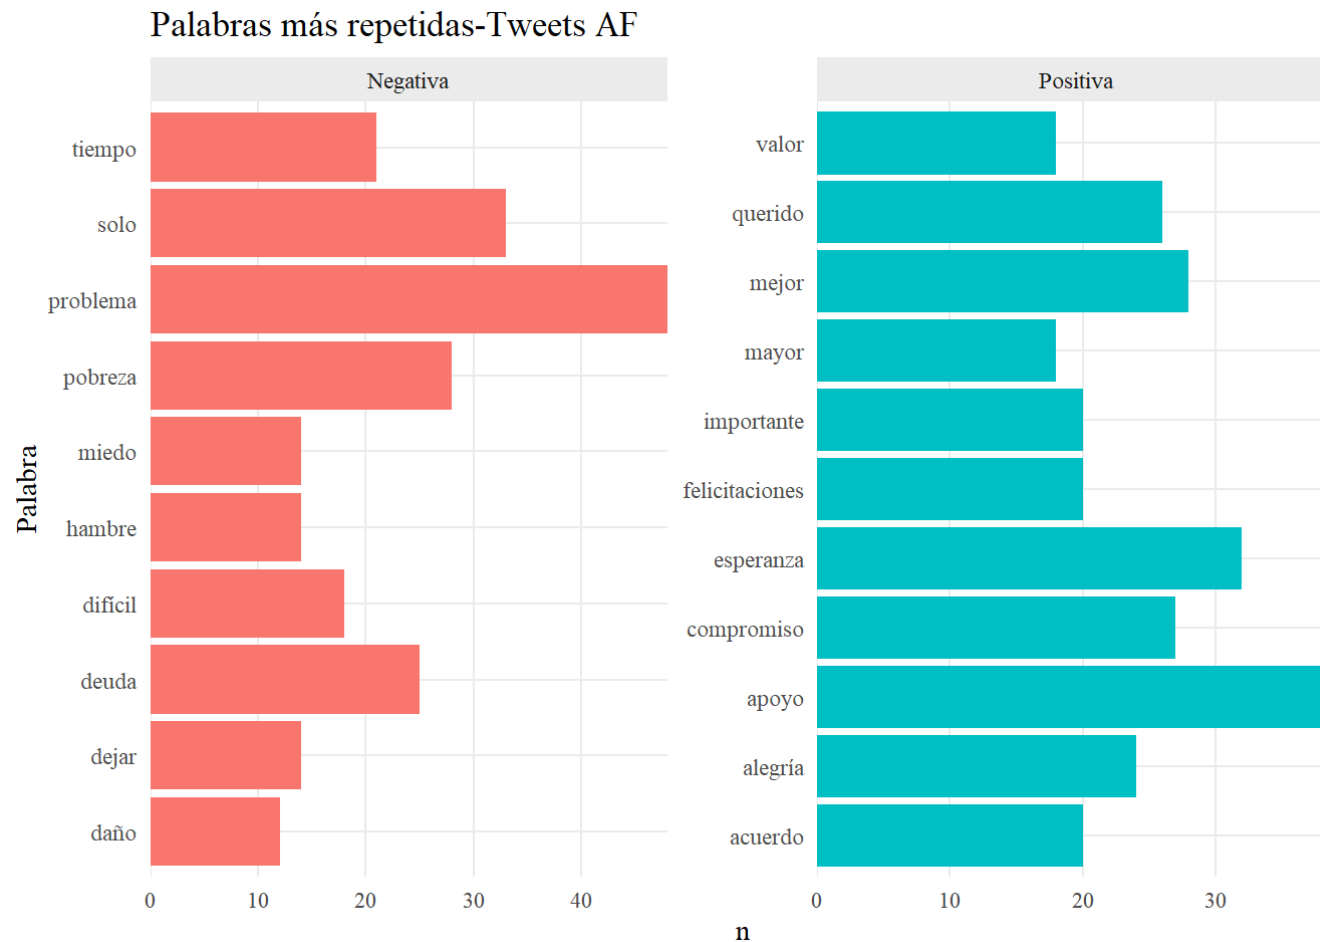 Palabras más repetidas-Tweets AF
Negativa
Positiva
Palabra
tiempo
solo
problema
pobreza
miedo
hambre
difícil
deuda
dejar
daño
0 10 20 30 40
valor
querido
mejor
mayor
importante
felicitaciones
esperanza
compromiso
apoyo
alegría
acuerdo
0 10 20 30
n